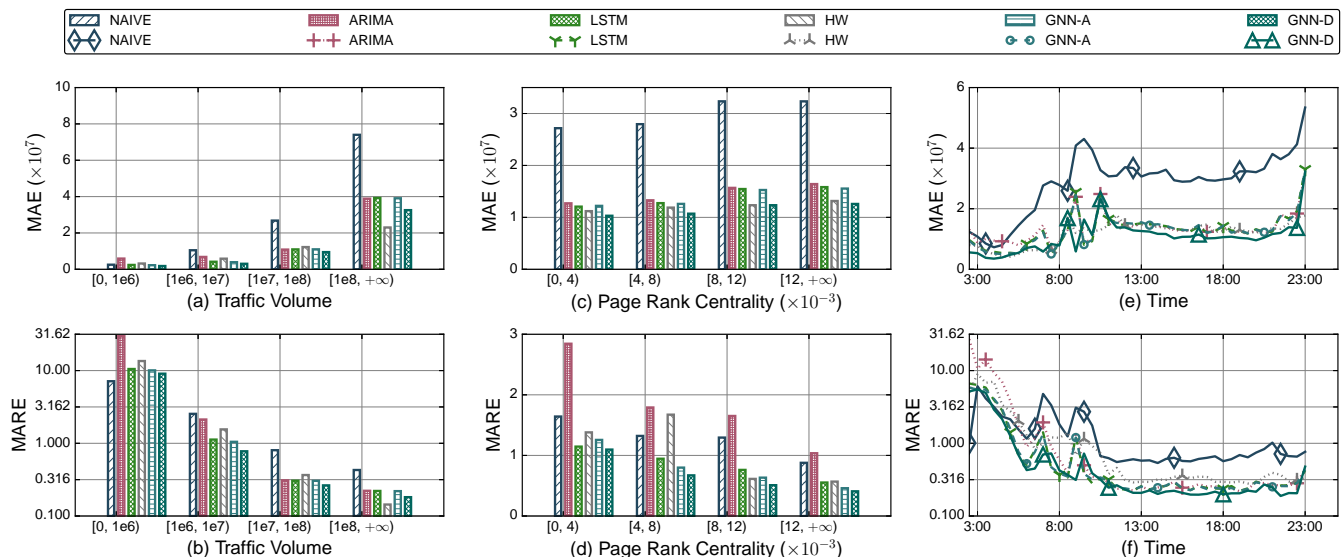 NAIVE ARIMA LSTM HW GNN-A GNN-D
NAIVE ARIMA LSTM HW GNN-A GNN-D
MAE (×10⁷)
10
8
6
4
2
0
[0, 1e6) [1e6, 1e7) [1e7, 1e8) [1e8, +∞)
(a) Traffic Volume
MAE (×10⁷)
3
2
1
0
[0, 4) [4, 8) [8, 12) [12, +∞)
(c) Page Rank Centrality (×10⁻³)
MAE (×10⁷)
6
4
2
0
3:00 8:00 13:00 18:00 23:00
(e) Time
MARE
31.62
10.00
3.162
1.000
0.316
0.100
[0, 1e6) [1e6, 1e7) [1e7, 1e8) [1e8, +∞)
(b) Traffic Volume
MARE
3
2
1
0
[0, 4) [4, 8) [8, 12) [12, +∞)
(d) Page Rank Centrality (×10⁻³)
MARE
31.62
10.00
3.162
1.000
0.316
0.100
3:00 8:00 13:00 18:00 23:00
(f) Time